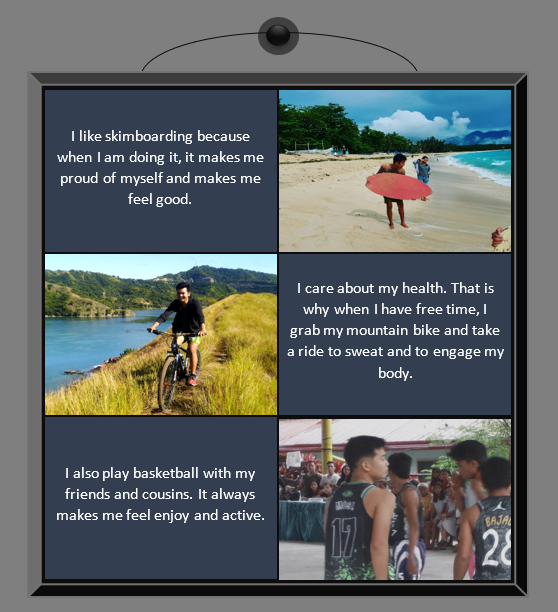 I like skimboarding because
when I am doing it, it makes me
proud of myself and makes me
feel good.
I care about my health. That is
why when I have free time, I
grab my mountain bike and take
a ride to sweat and to engage my
body.
I also play basketball with my
friends and cousins. It always
makes me feel enjoy and active.
17
28